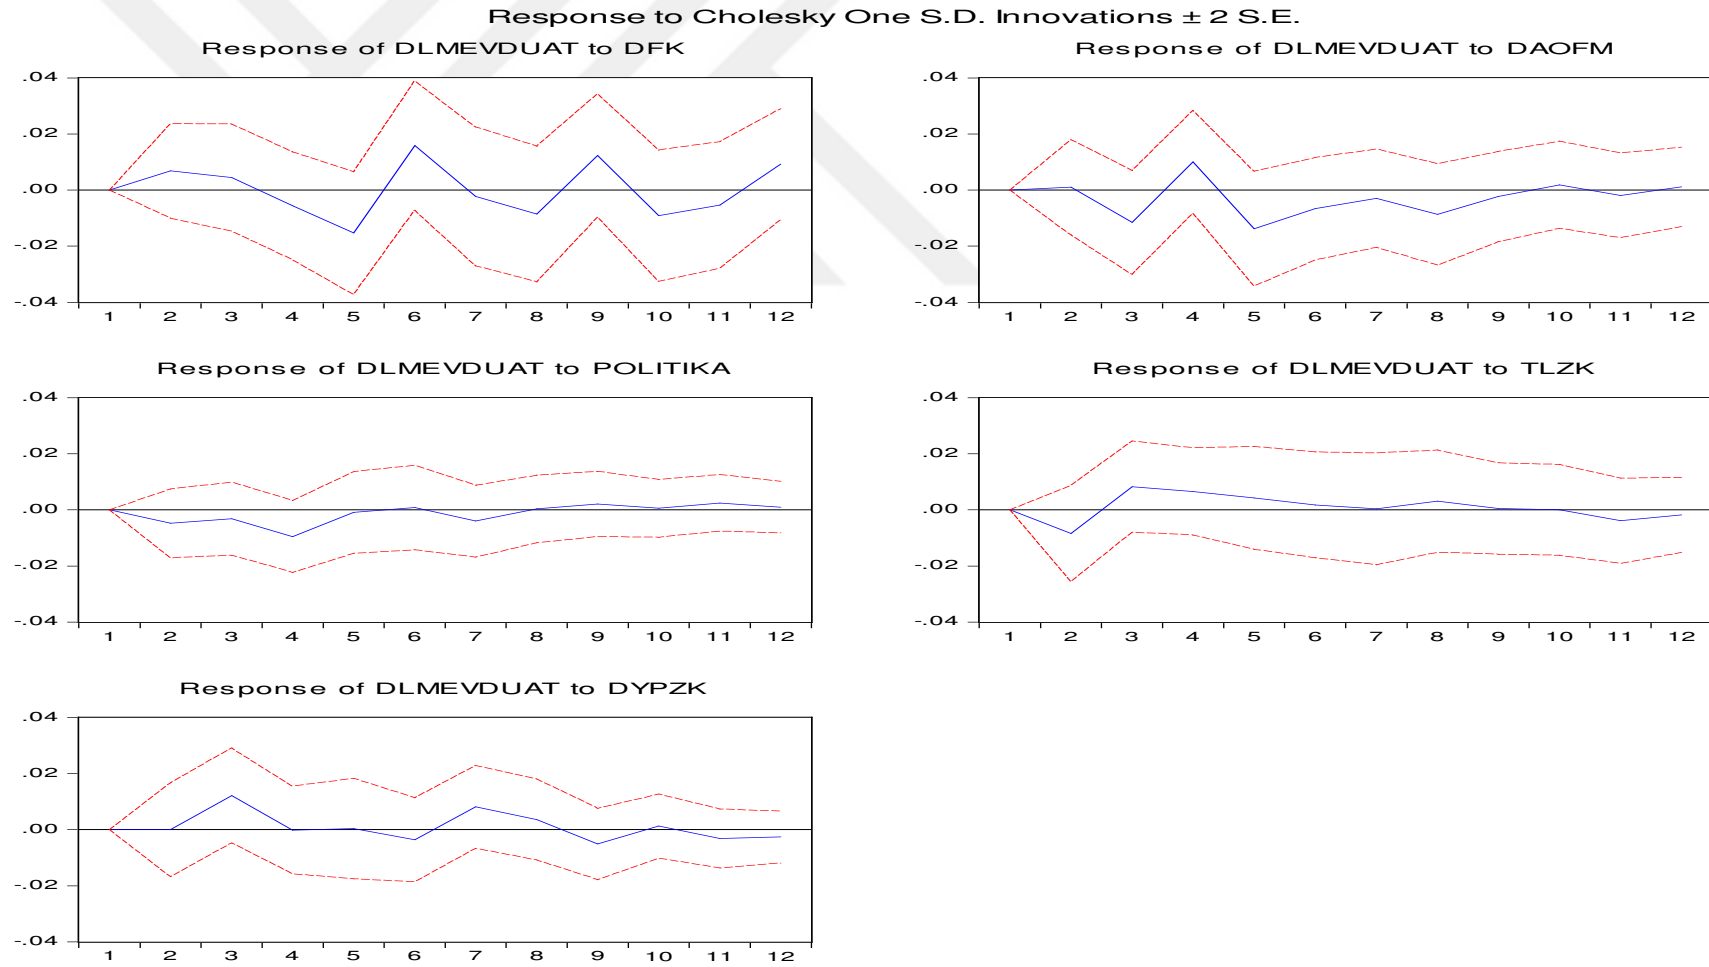 Response to Cholesky One S.D. Innovations ± 2 S.E.
Response of DLMEVDUAT to DFK
.04
.02
.00
-.02
-.04
1 2 3 4 5 6 7 8 9 10 11 12
Response of DLMEVDUAT to DAOFM
.04
.02
.00
-.02
-.04
1 2 3 4 5 6 7 8 9 10 11 12
Response of DLMEVDUAT to POLITIKA
.04
.02
.00
-.02
-.04
1 2 3 4 5 6 7 8 9 10 11 12
Response of DLMEVDUAT to TLZK
.04
.02
.00
-.02
-.04
1 2 3 4 5 6 7 8 9 10 11 12
Response of DLMEVDUAT to DYPZK
.04
.02
.00
-.02
-.04
1 2 3 4 5 6 7 8 9 10 11 12